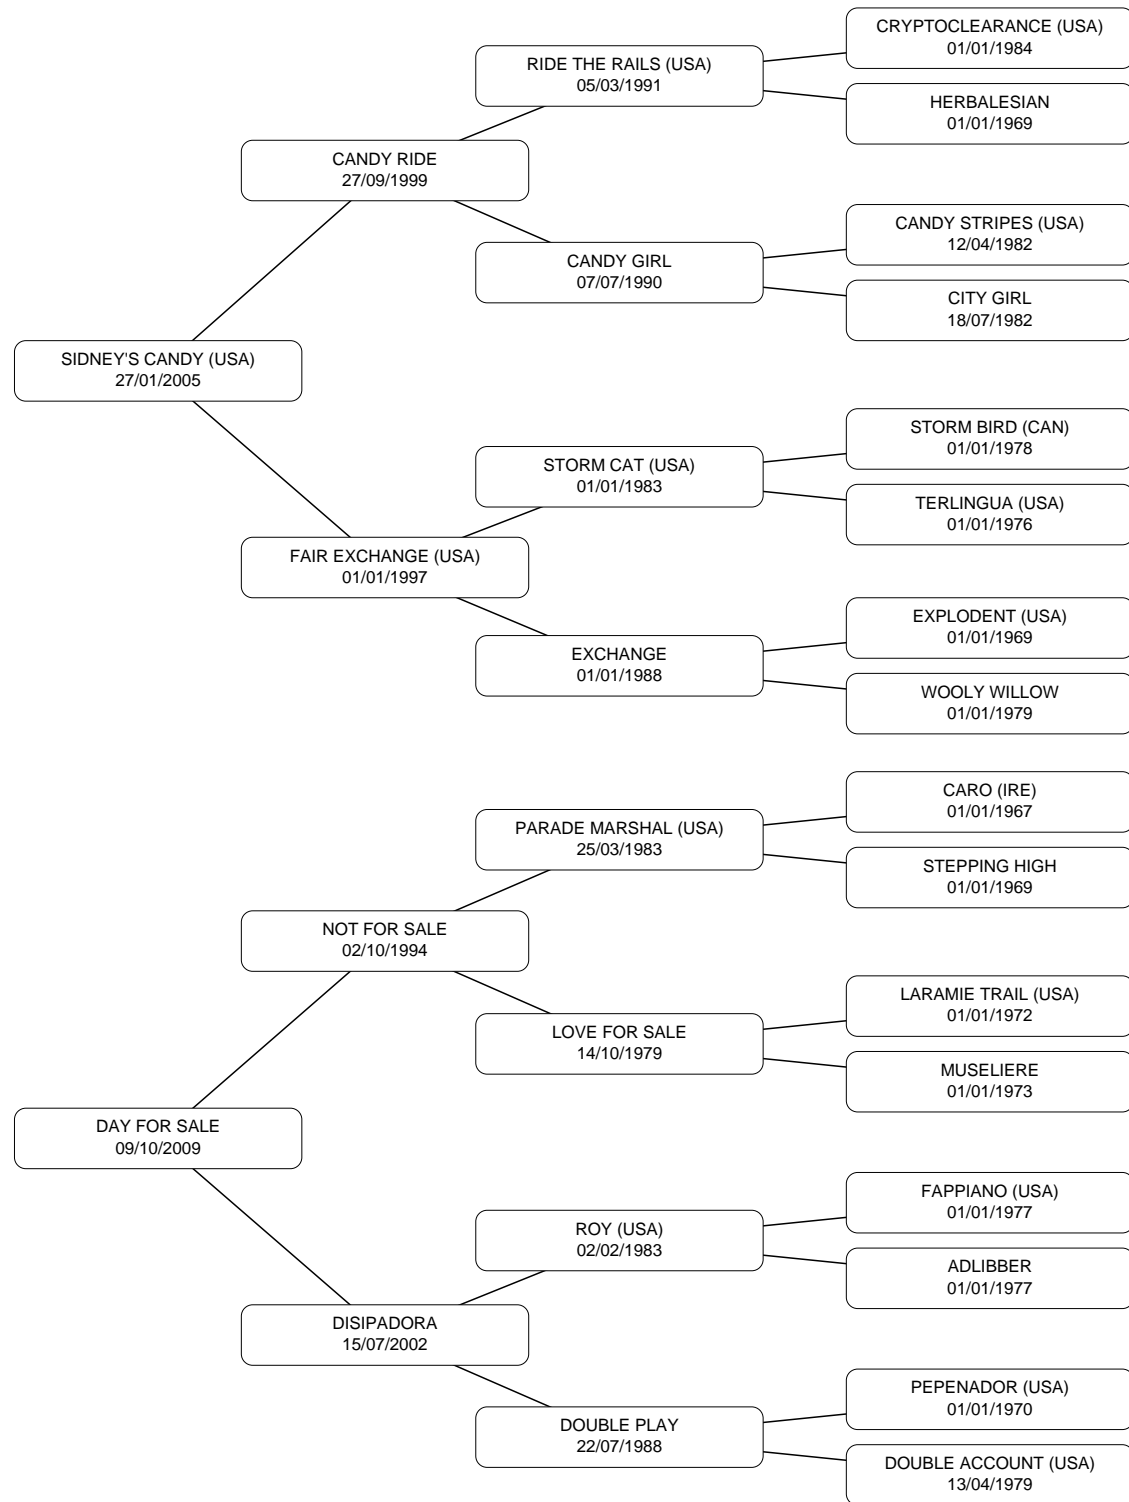 CRYPTOCLEARANCE (USA)
01/01/1984
RIDE THE RAILS (USA)
05/03/1991
HERBALESIAN
01/01/1969
CANDY RIDE
27/09/1999
CANDY STRIPES (USA)
12/04/1982
CANDY GIRL
07/07/1990
CITY GIRL
18/07/1982
SIDNEY'S CANDY (USA)
27/01/2005
STORM BIRD (CAN)
01/01/1978
STORM CAT (USA)
01/01/1983
TERLINGUA (USA)
01/01/1976
FAIR EXCHANGE (USA)
01/01/1997
EXPLODENT (USA)
01/01/1969
EXCHANGE
01/01/1988
WOOLY WILLOW
01/01/1979
CARO (IRE)
01/01/1967
PARADE MARSHAL (USA)
25/03/1983
STEPPING HIGH
01/01/1969
NOT FOR SALE
02/10/1994
LARAMIE TRAIL (USA)
01/01/1972
LOVE FOR SALE
14/10/1979
MUSELIERE
01/01/1973
DAY FOR SALE
09/10/2009
FAPPIANO (USA)
01/01/1977
ROY (USA)
02/02/1983
ADLIBBER
01/01/1977
DISIPADORA
15/07/2002
PEPENADOR (USA)
01/01/1970
DOUBLE PLAY
22/07/1988
DOUBLE ACCOUNT (USA)
13/04/1979